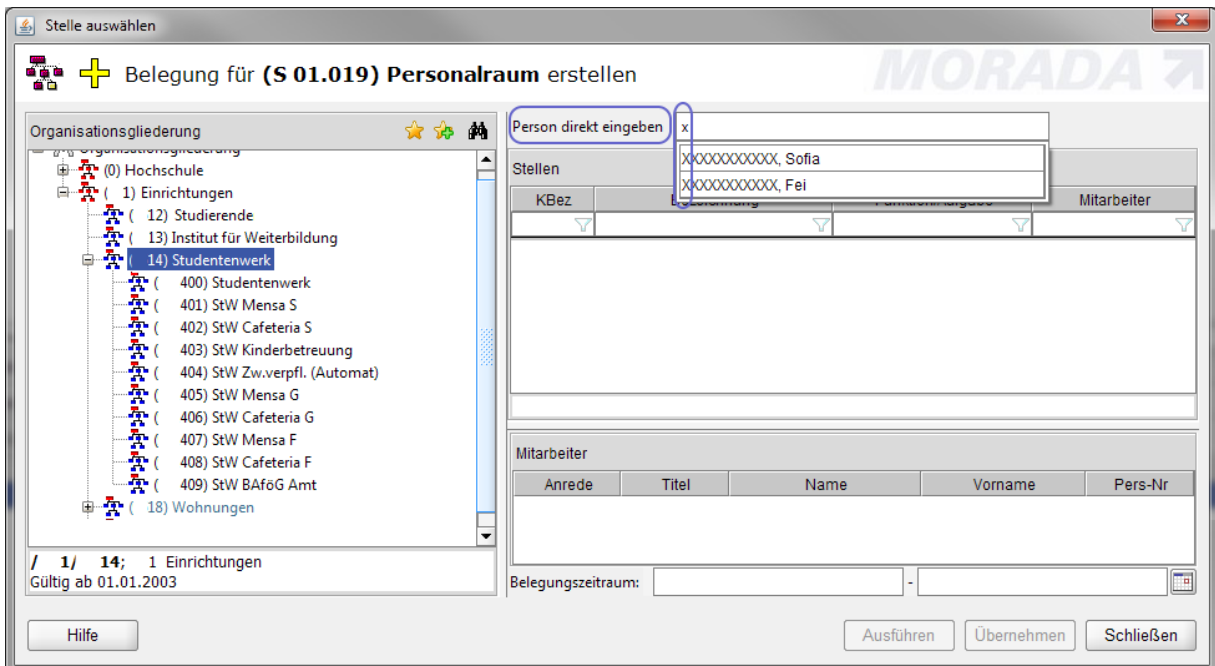 Stelle auswählen
Belegung für (S 01.019) Personalraum erstellen
MORADA
Organisationsgliederung
Organisationsgliederung
(0) Hochschule
( 1) Einrichtungen
( 12) Studierende
( 13) Institut für Weiterbildung
( 14) Studentenwerk
( 400) Studentenwerk
( 401) StW Mensa S
( 402) StW Cafeteria S
( 403) StW Kinderbetreuung
( 404) StW Zw.verpfl. (Automat)
( 405) StW Mensa G
( 406) StW Cafeteria G
( 407) StW Mensa F
( 408) StW Cafeteria F
( 409) StW BAföG Amt
( 18) Wohnungen
/ 1/ 14; 1 Einrichtungen
Gültig ab 01.01.2003
Person direkt eingeben x
XXXXXXXXXXX, Sofia
XXXXXXXXXXX, Fei
Stellen
KBez Bezeichnung Funktion/Aufgabe Mitarbeiter
Mitarbeiter
Anrede Titel Name Vorname Pers-Nr
Belegungszeitraum: -
Hilfe Ausführen Übernehmen Schließen